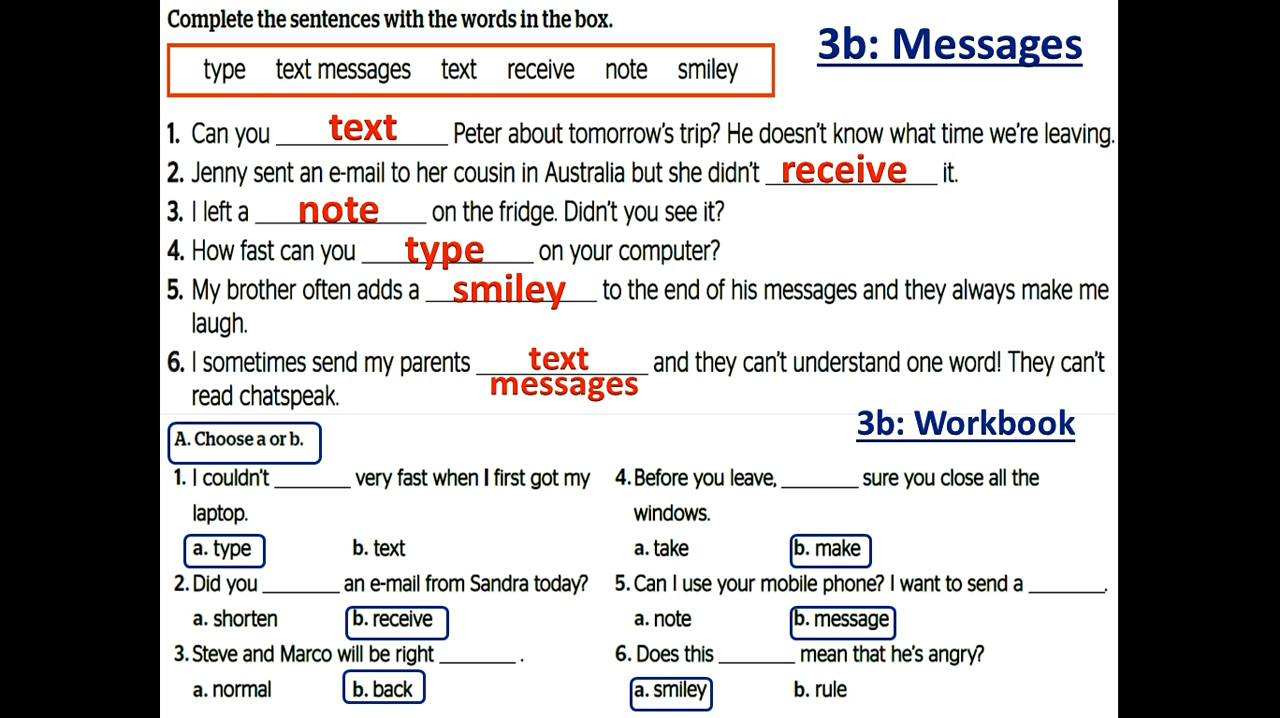 Complete the sentences with the words in the box.
3b: Messages
type text messages text receive note smiley
1. Can you text Peter about tomorrow's trip? He doesn't know what time we're leaving.
2. Jenny sent an e-mail to her cousin in Australia but she didn't receive it.
3. I left a note on the fridge. Didn't you see it?
4. How fast can you type on your computer?
5. My brother often adds a smiley to the end of his messages and they always make me
laugh.
6. I sometimes send my parents text messages and they can't understand one word! They can't
read chatspeak.
3b: Workbook
A. Choose a or b.
1. I couldn't ________ very fast when I first got my
laptop.
a. type b. text
2. Did you ________ an e-mail from Sandra today?
a. shorten b. receive
3. Steve and Marco will be right ________ .
a. normal b. back
4. Before you leave, ________ sure you close all the
windows.
a. take b. make
5. Can I use your mobile phone? I want to send a ________.
a. note b. message
6. Does this ________ mean that he's angry?
a. smiley b. rule